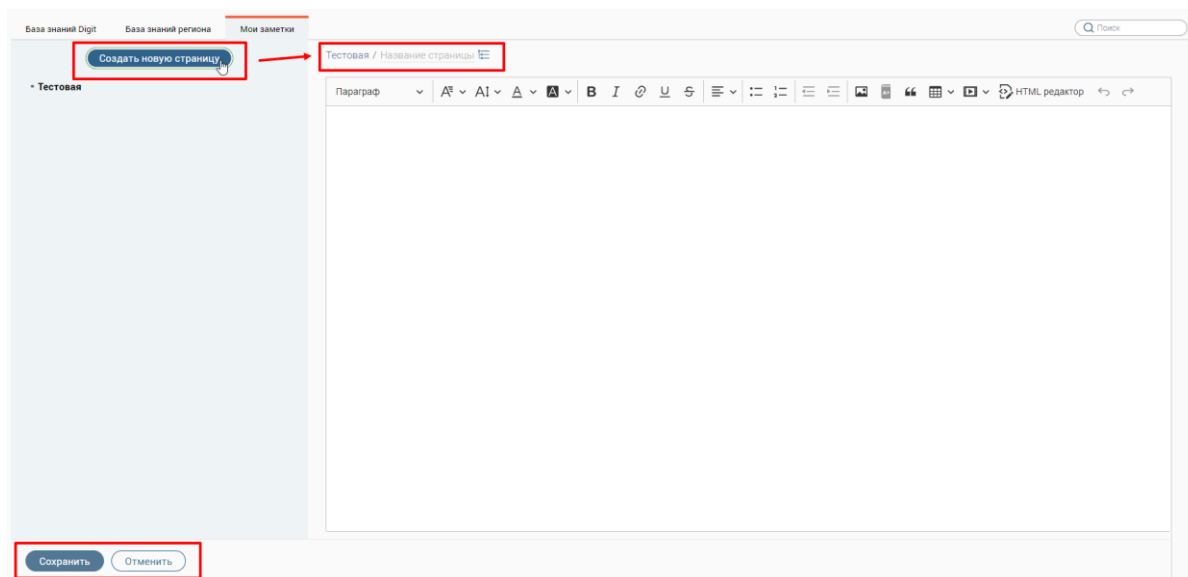 База знаний Digit База знаний региона Мои заметки Поиск
Создать новую страницу
Тестовая / Название страницы
Тестовая
Параграф HTML редактор
Сохранить Отменить